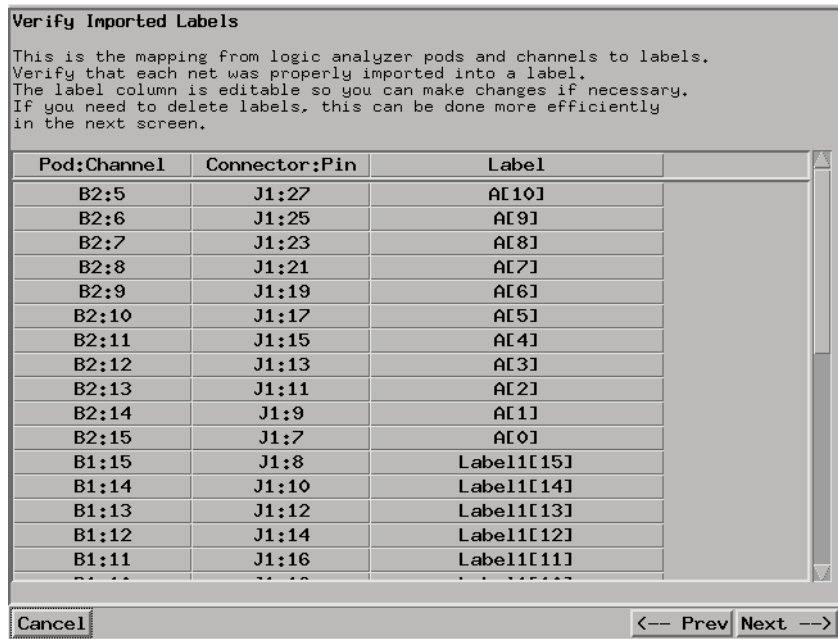 Verify Imported Labels
This is the mapping from logic analyzer pods and channels to labels.
Verify that each net was properly imported into a label.
The label column is editable so you can make changes if necessary.
If you need to delete labels, this can be done more efficiently
in the next screen.
Pod:Channel Connector:Pin Label
B2:5 J1:27 A[10]
B2:6 J1:25 A[9]
B2:7 J1:23 A[8]
B2:8 J1:21 A[7]
B2:9 J1:19 A[6]
B2:10 J1:17 A[5]
B2:11 J1:15 A[4]
B2:12 J1:13 A[3]
B2:13 J1:11 A[2]
B2:14 J1:9 A[1]
B2:15 J1:7 A[0]
B1:15 J1:8 Label1[15]
B1:14 J1:10 Label1[14]
B1:13 J1:12 Label1[13]
B1:12 J1:14 Label1[12]
B1:11 J1:16 Label1[11]
Cancel <-- Prev Next -->